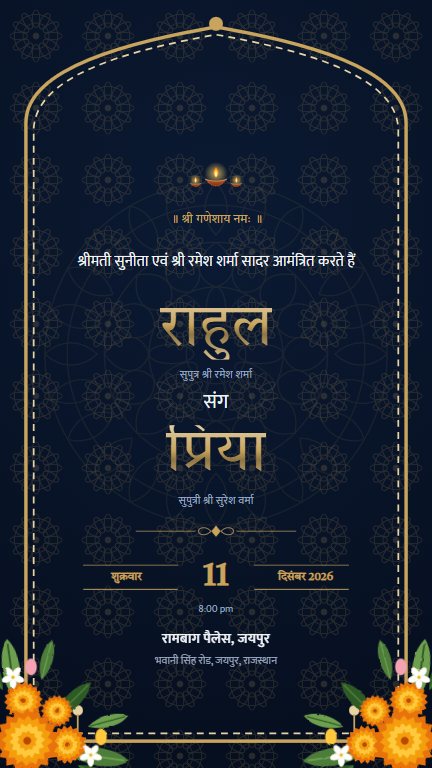 ॥ श्री गणेशाय नमः ॥
श्रीमती सुनीता एवं श्री रमेश शर्मा सादर आमंत्रित करते हैं
राहुल
सुपुत्र श्री रमेश शर्मा
संग
प्रिया
सुपुत्री श्री सुरेश वर्मा
शुक्रवार 11 दिसंबर 2026
8:00 pm
रामबाग पैलेस, जयपुर
भवानी सिंह रोड, जयपुर, राजस्थान